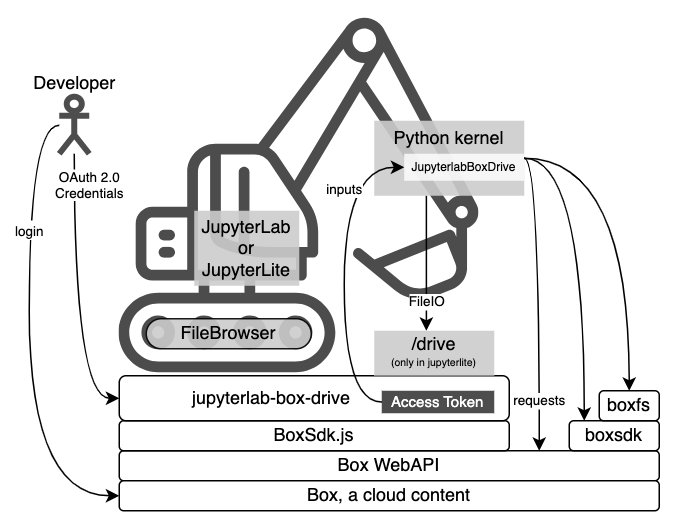 Developer
OAuth 2.0
Credentials
login
Python kernel
JupyterlabBoxDrive
inputs
JupyterLab
or
JupyterLite
FileIO
FileBrowser
/drive
(only in jupyterlite)
jupyterlab-box-drive
Access Token
requests
boxfs
BoxSdk.js
boxsdk
Box WebAPI
Box, a cloud content